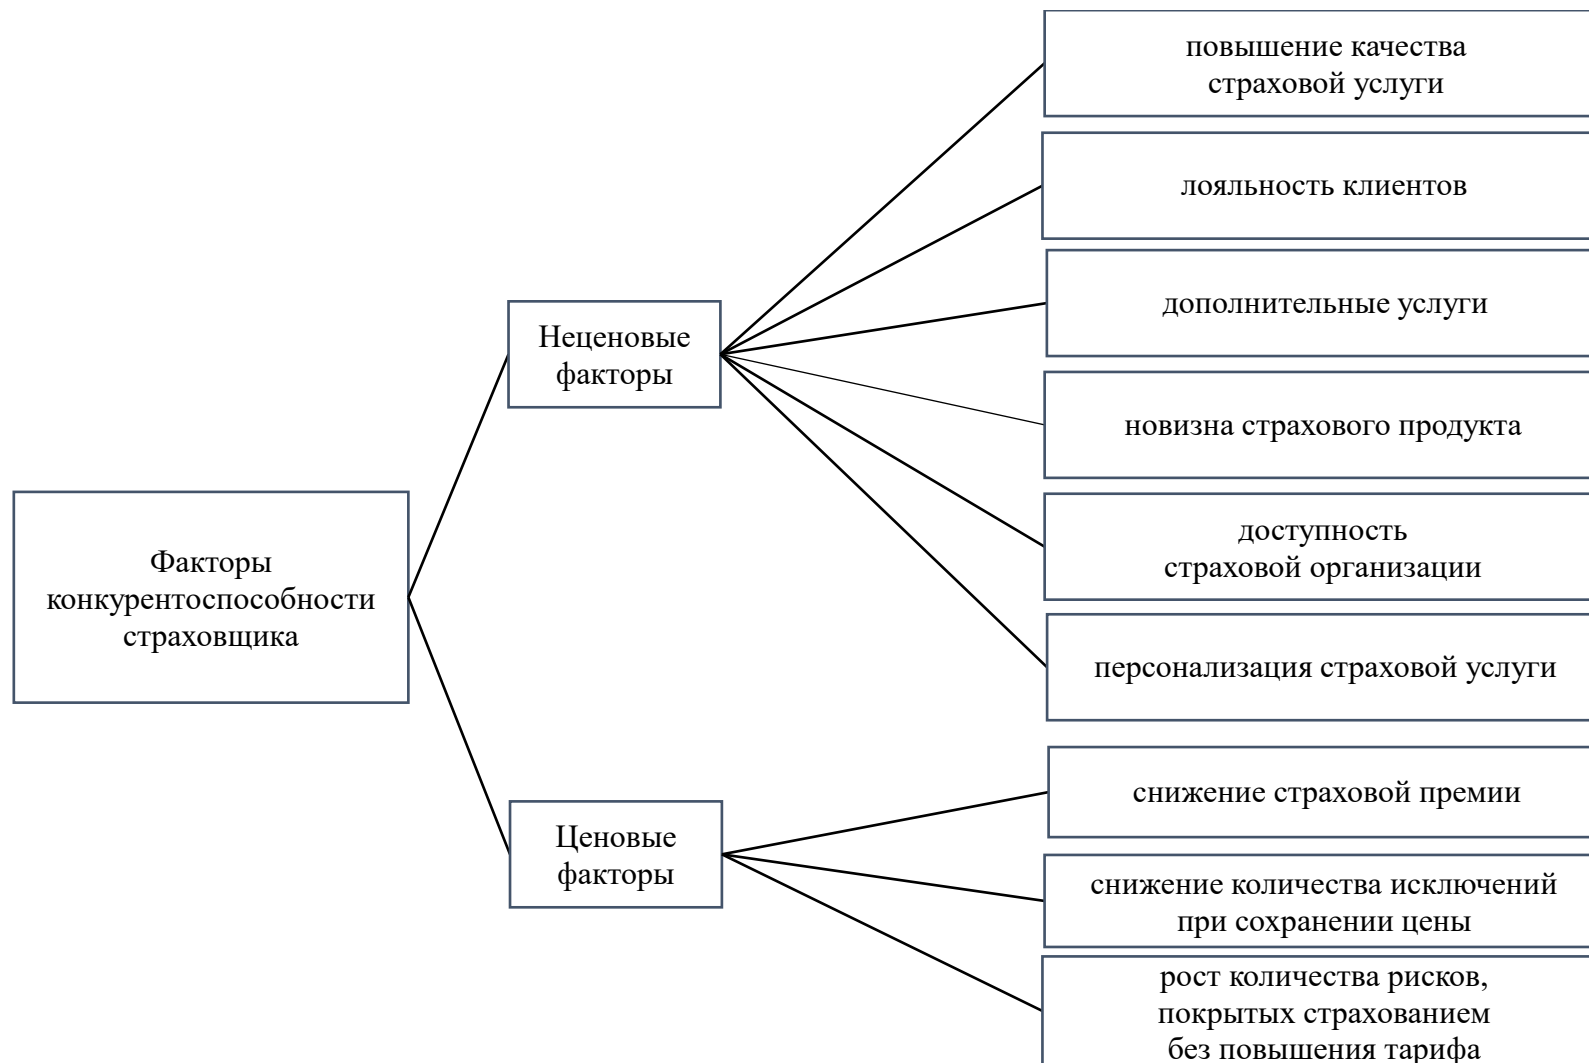 Факторы
конкурентоспособности
страховщика
Неценовые
факторы
повышение качества
страховой услуги
лояльность клиентов
дополнительные услуги
новизна страхового продукта
доступность
страховой организации
персонализация страховой услуги
Ценовые
факторы
снижение страховой премии
снижение количества исключений
при сохранении цены
рост количества рисков,
покрытых страхованием
без повышения тарифа